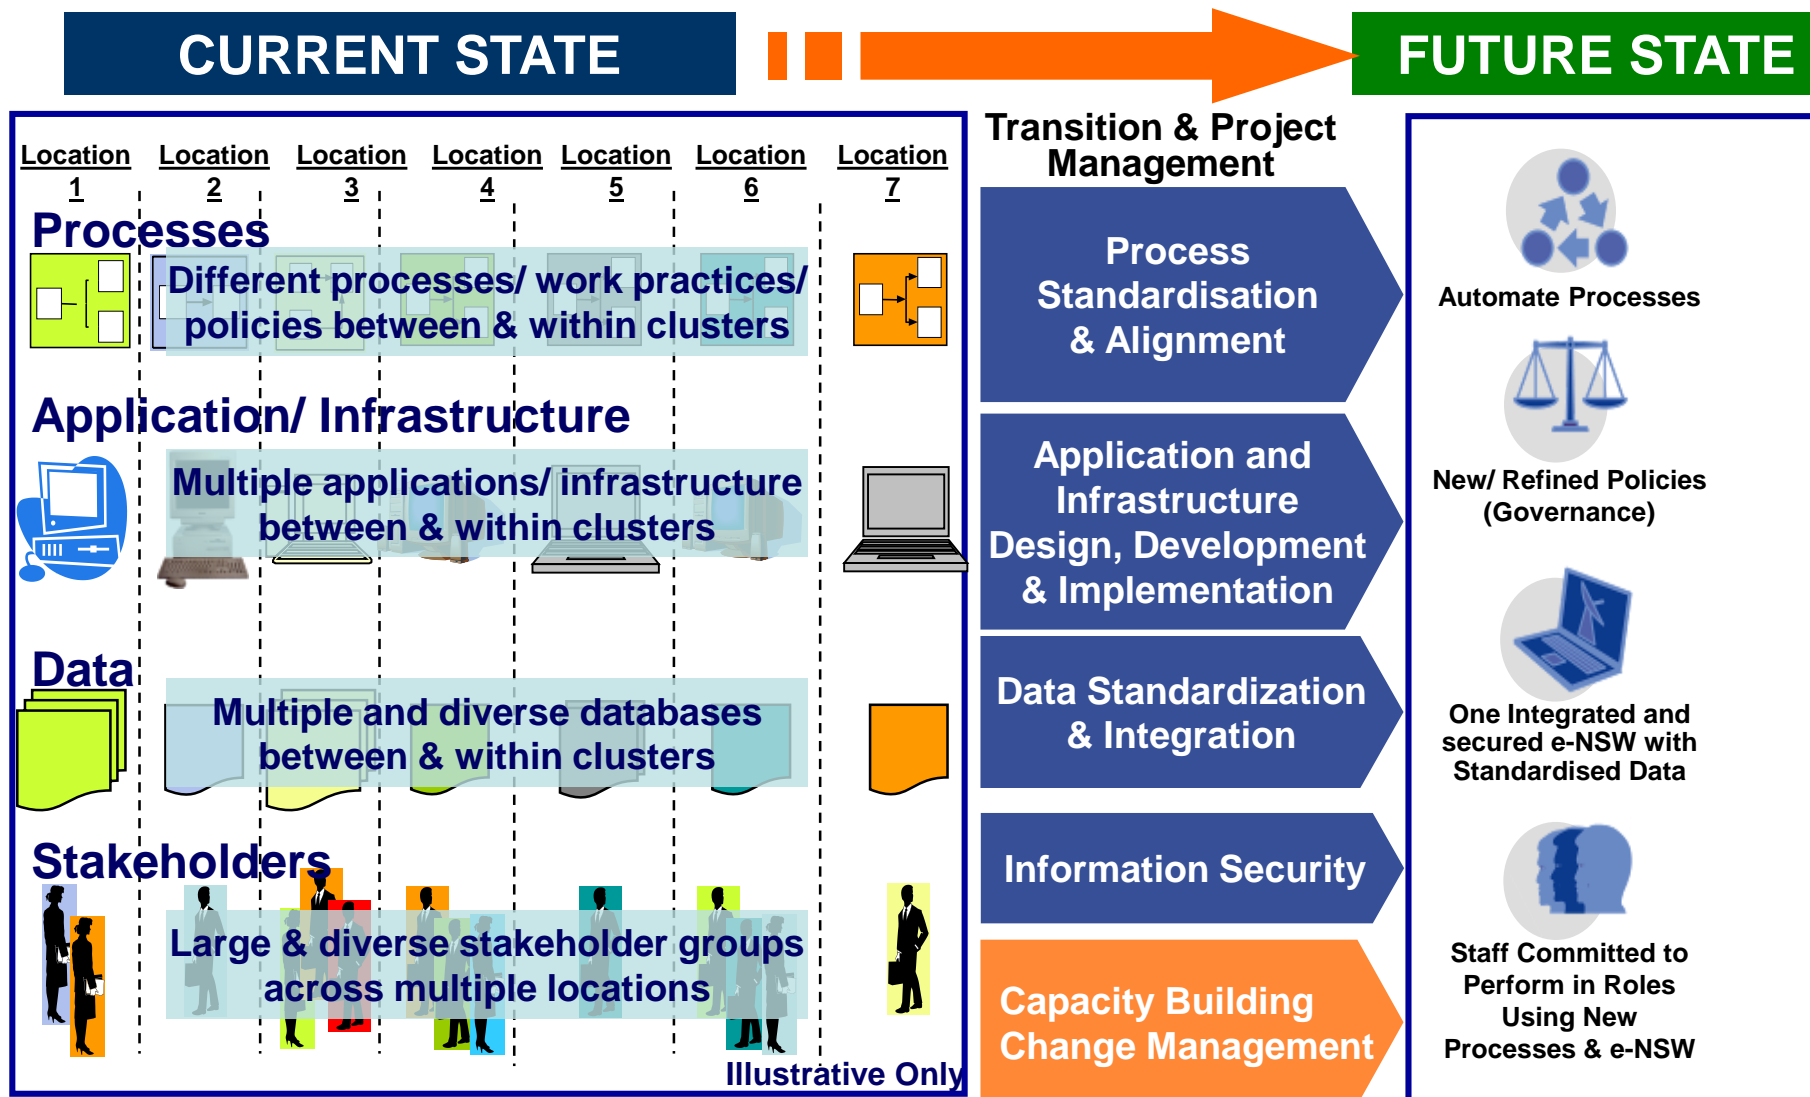 CURRENT STATE
FUTURE STATE
Location
1
Location
2
Location
3
Location
4
Location
5
Location
6
Location
7
Processes
Different processes/ work practices/
policies between & within clusters
Application/ Infrastructure
Multiple applications/ infrastructure
between & within clusters
Data
Multiple and diverse databases
between & within clusters
Stakeholders
Large & diverse stakeholder groups
across multiple locations
Illustrative Only
Transition & Project
Management
Process
Standardisation
& Alignment
Application and
Infrastructure
Design, Development
& Implementation
Data Standardization
& Integration
Information Security
Capacity Building
Change Management
Automate Processes
New/ Refined Policies
(Governance)
One Integrated and
secured e-NSW with
Standardised Data
Staff Committed to
Perform in Roles
Using New
Processes & e-NSW